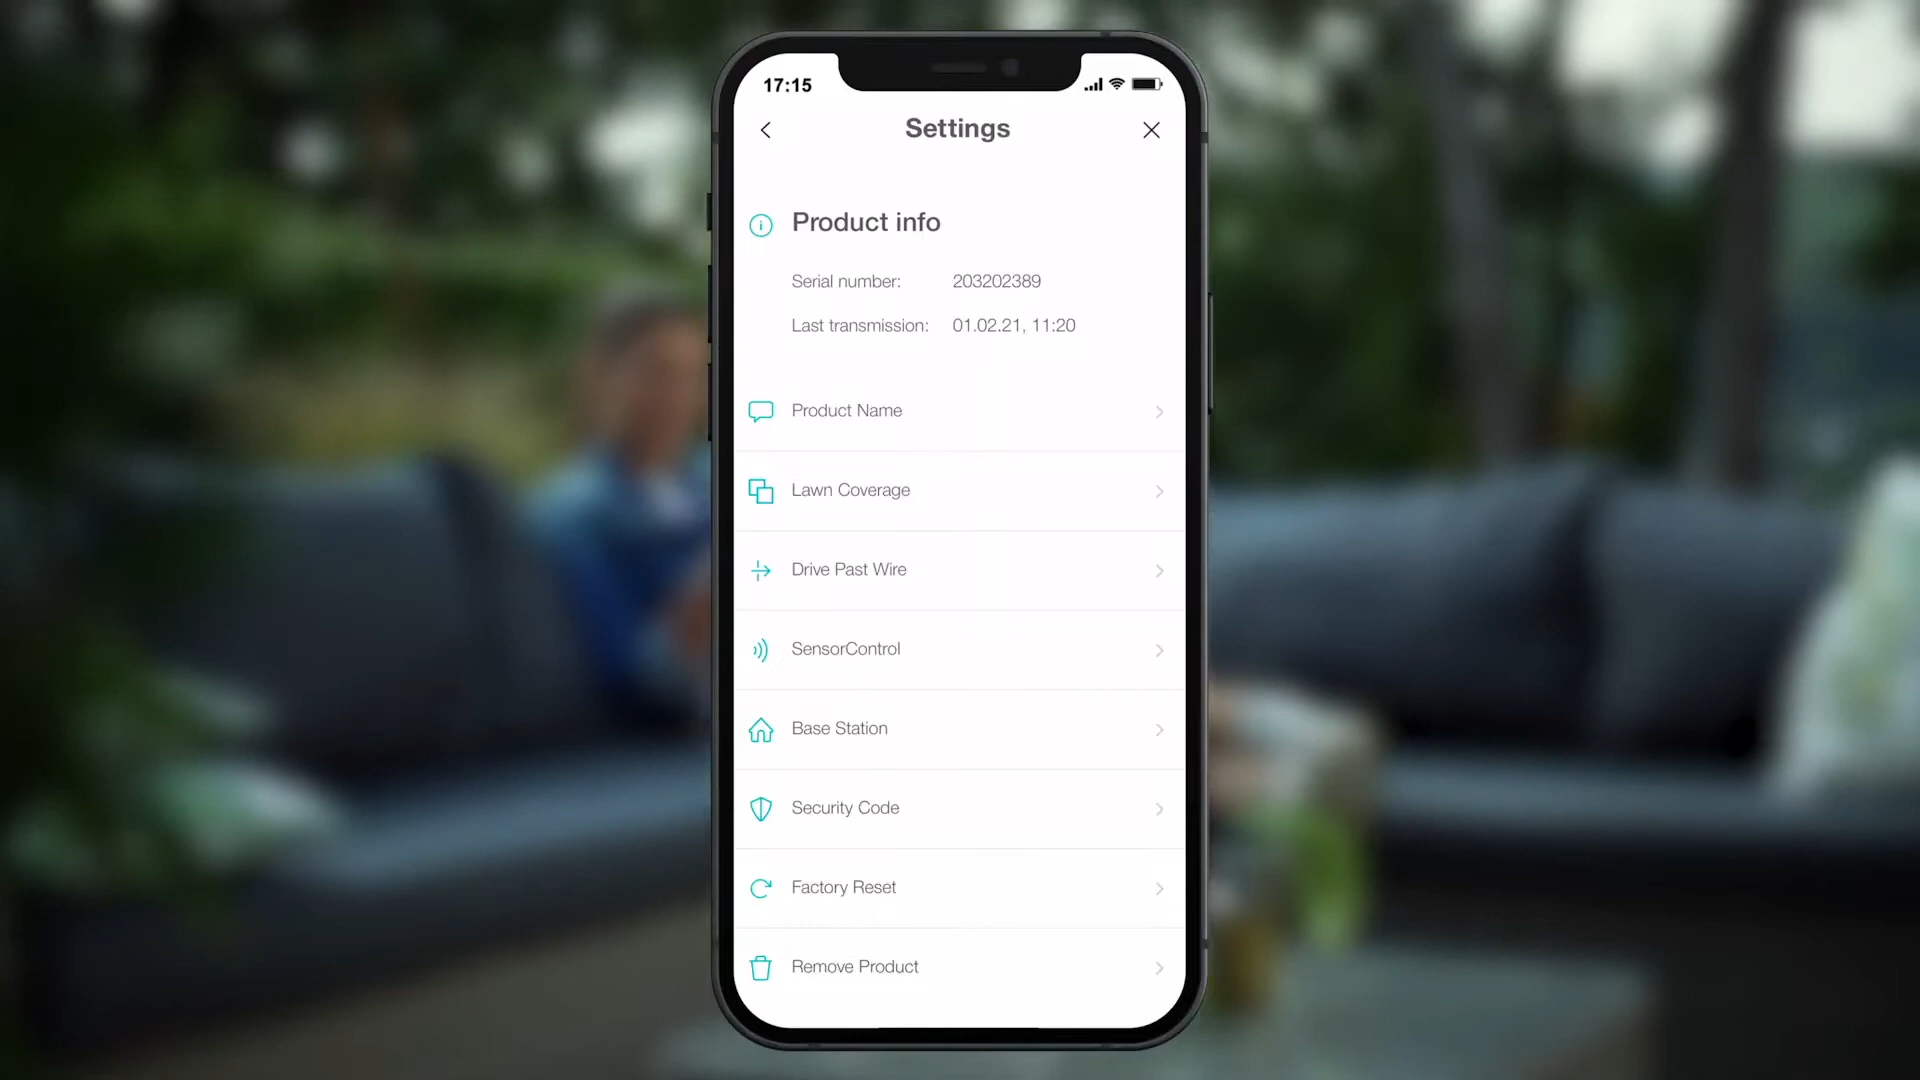 17:15
Settings
Product info
Serial number: 203202389
Last transmission: 01.02.21, 11:20
Product Name
Lawn Coverage
Drive Past Wire
SensorControl
Base Station
Security Code
Factory Reset
Remove Product